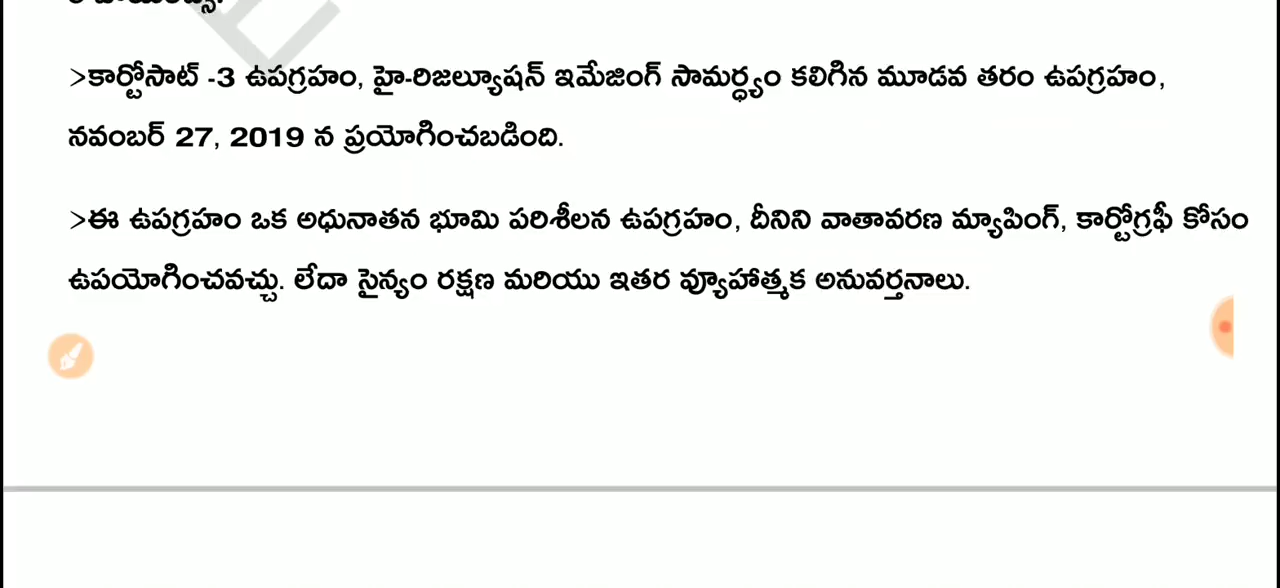 >కార్టోసాట్ -3 ఉపగ్రహం, హై-రిజల్యూషన్ ఇమేజింగ్ సామర్ధ్యం కలిగిన మూడవ తరం ఉపగ్రహం,
నవంబర్ 27, 2019 న ప్రయోగించబడింది.
>ఈ ఉపగ్రహం ఒక అధునాతన భూమి పరిశీలన ఉపగ్రహం, దీనిని వాతావరణ మ్యాపింగ్, కార్టోగ్రఫీ కోసం
ఉపయోగించవచ్చు. లేదా సైన్యం రక్షణ మరియు ఇతర వ్యూహాత్మక అనువర్తనాలు.